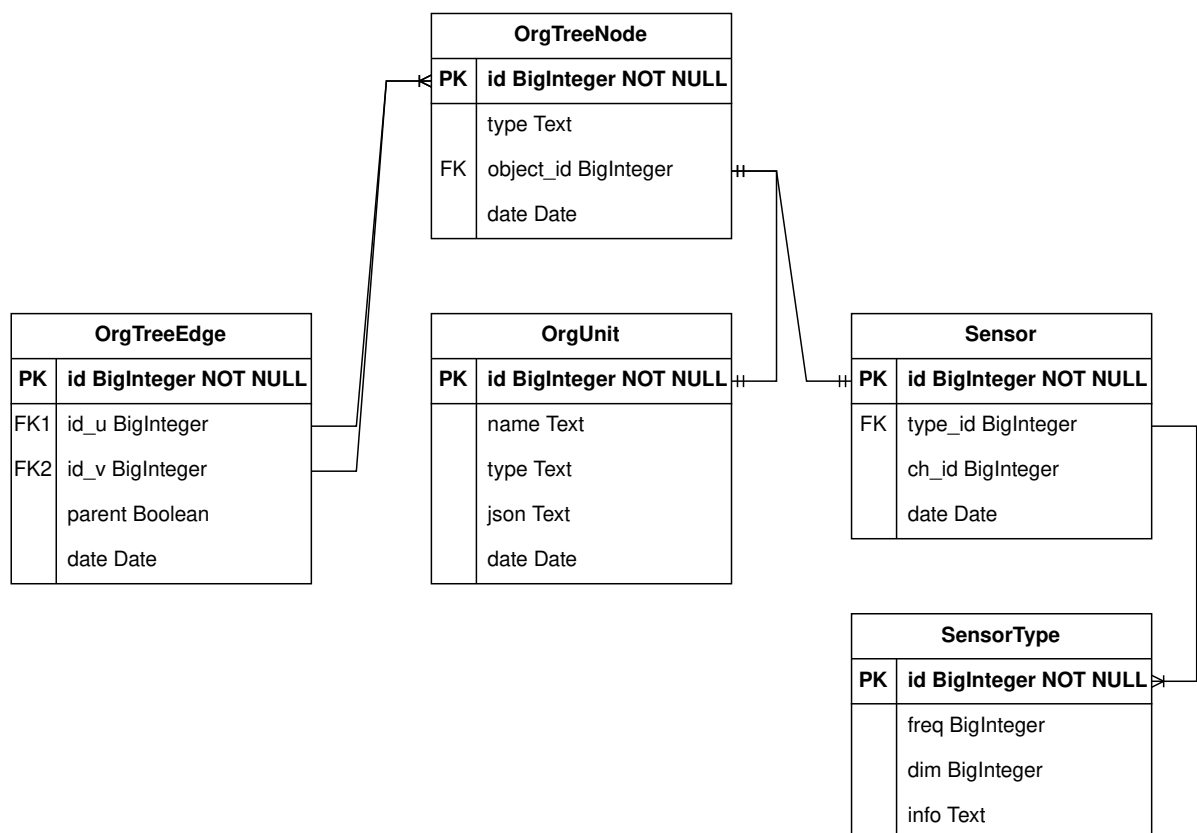 OrgTreeNode
PK id BigInteger NOT NULL
type Text
FK object_id BigInteger
date Date
OrgTreeEdge
PK id BigInteger NOT NULL
FK1 id_u BigInteger
FK2 id_v BigInteger
parent Boolean
date Date
OrgUnit
PK id BigInteger NOT NULL
name Text
type Text
json Text
date Date
Sensor
PK id BigInteger NOT NULL
FK type_id BigInteger
ch_id BigInteger
date Date
SensorType
PK id BigInteger NOT NULL
freq BigInteger
dim BigInteger
info Text